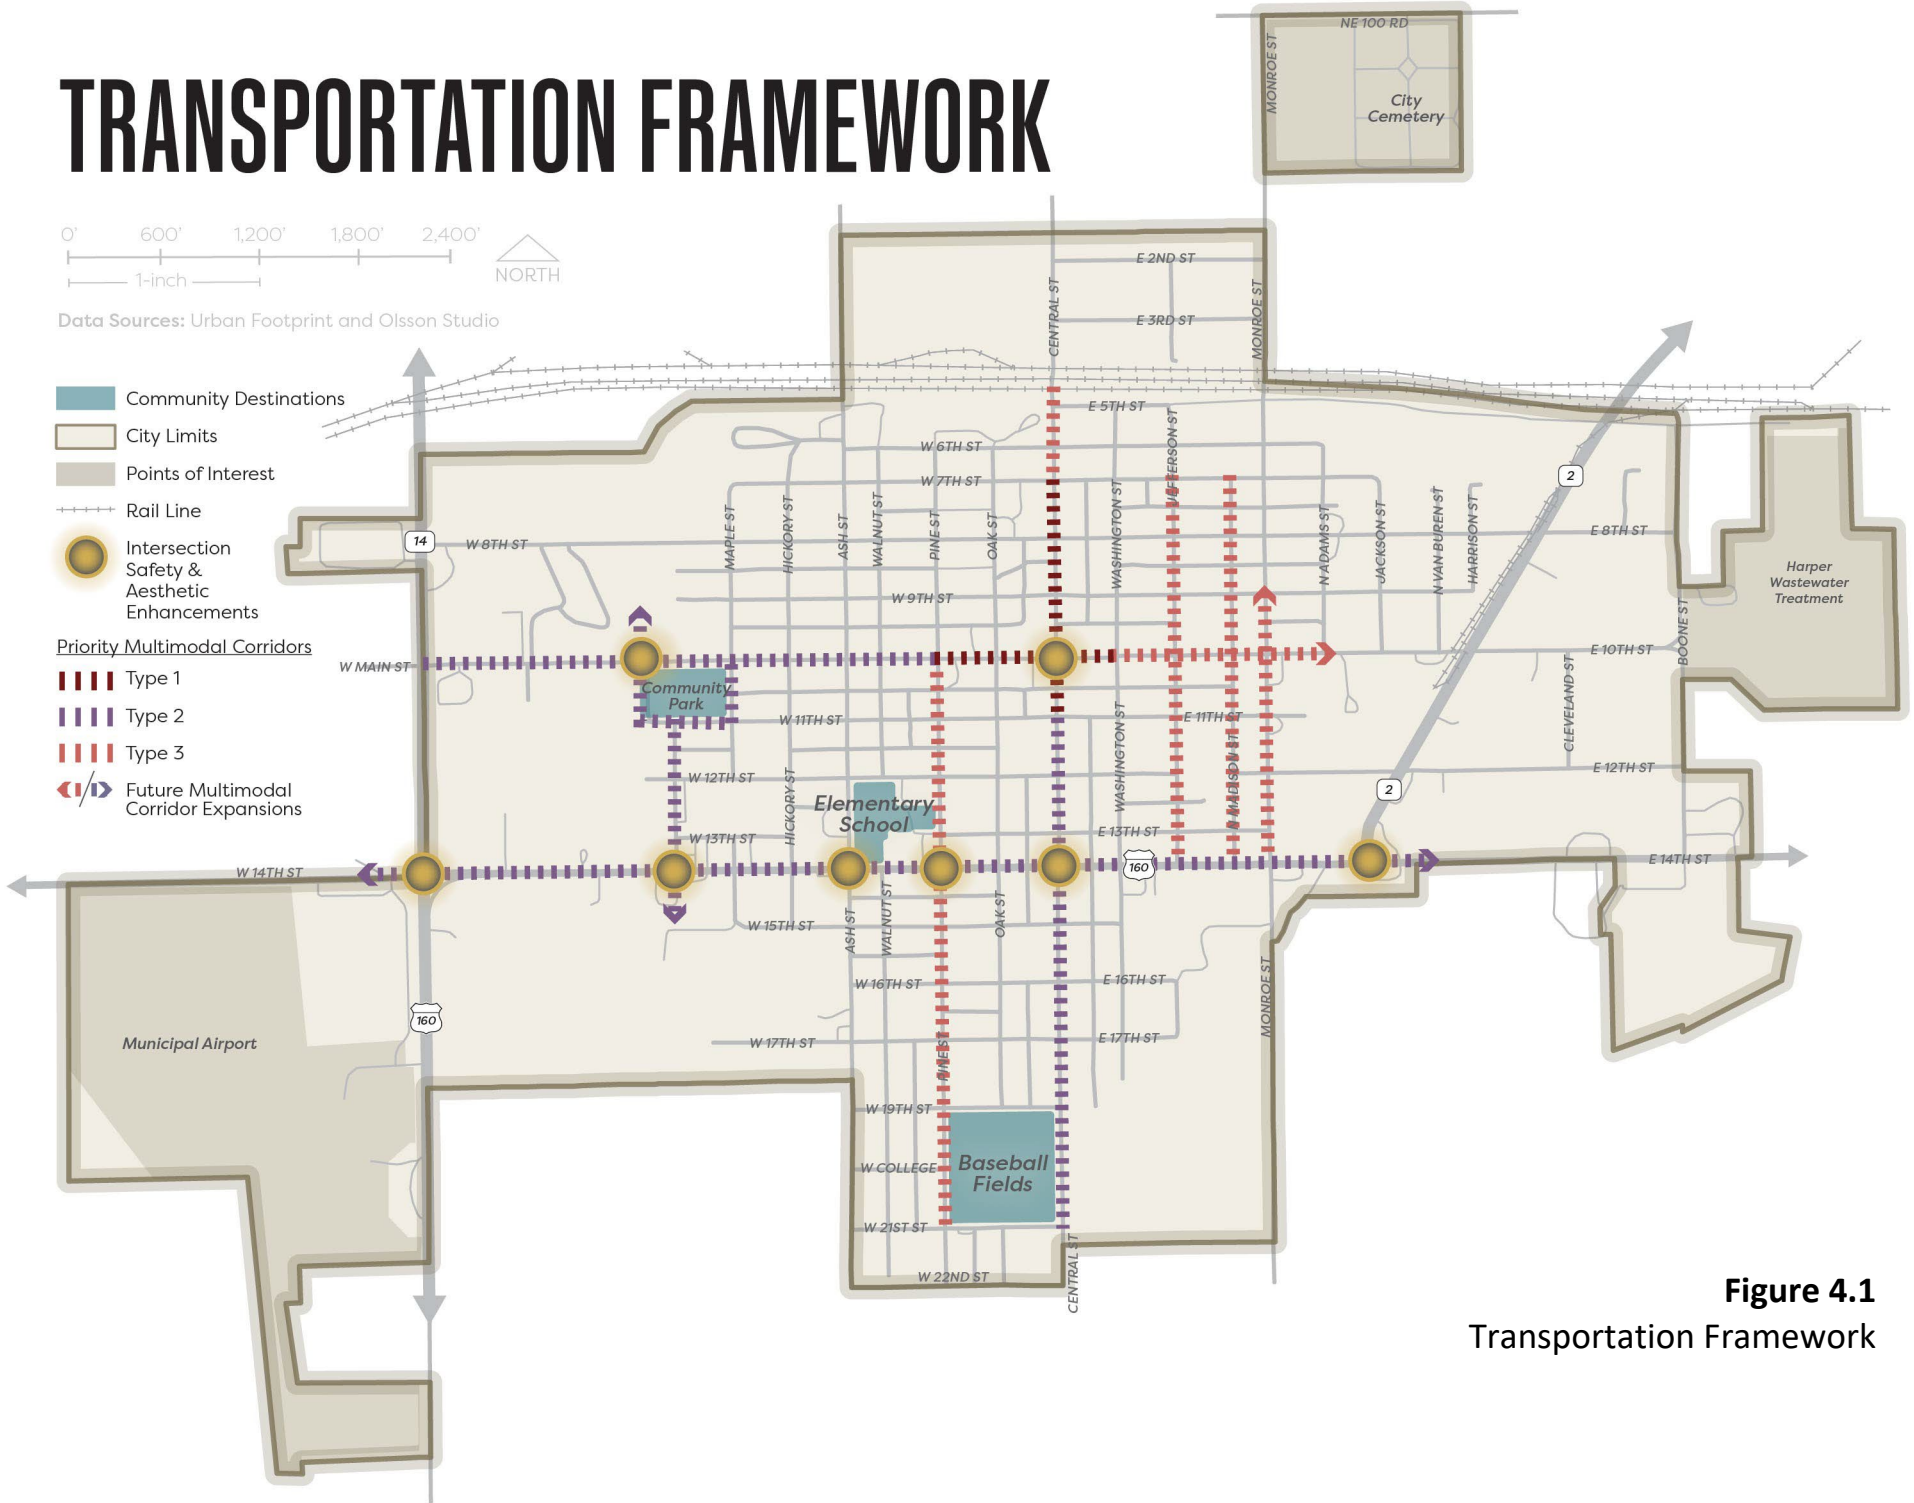 TRANSPORTATION FRAMEWORK
0' 600' 1,200' 1,800' 2,400'
1-inch
NORTH
Data Sources: Urban Footprint and Olsson Studio
Community Destinations
City Limits
Points of Interest
Rail Line
Intersection
Safety &
Aesthetic
Enhancements
Priority Multimodal Corridors
Type 1
Type 2
Type 3
Future Multimodal
Corridor Expansions
NE 100 RD
MONROE ST
City
Cemetery
E 2ND ST
CENTRAL ST
MONROE ST
E 3RD ST
E 5TH ST
JEFFERSON ST
W 6TH ST
W 7TH ST
2
14
W 8TH ST
MAPLE ST
HICKORY ST
ASH ST
WALNUT ST
PINE ST
OAK ST
WASHINGTON ST
N ADAMS ST
JACKSON ST
N VAN BUREN ST
HARRISON ST
E 8TH ST
Harper
Wastewater
Treatment
W 9TH ST
BOONE ST
W MAIN ST
E 10TH ST
Community
Park
W 11TH ST
E 11TH ST
WASHINGTON ST
N MADISON ST
CLEVELAND ST
W 12TH ST
E 12TH ST
HICKORY ST
2
Elementary
School
W 13TH ST
E 13TH ST
W 14TH ST
160
E 14TH ST
ASH ST
WALNUT ST
OAK ST
W 15TH ST
W 16TH ST
E 16TH ST
MONROE ST
160
Municipal Airport
W 17TH ST
PINE ST
E 17TH ST
W 19TH ST
W COLLEGE
Baseball
Fields
W 21ST ST
W 22ND ST
CENTRAL ST
Figure 4.1
Transportation Framework